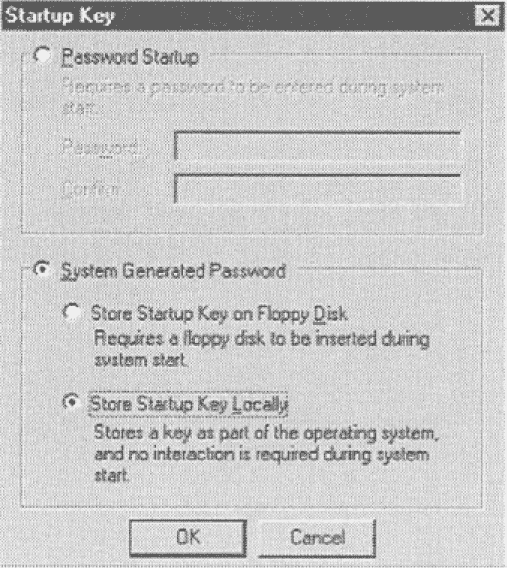 Startup Key
Password Startup
Requires a password to be entered during system
start.
Password:
Confirm:
System Generated Password
Store Startup Key on Floppy Disk
Requires a floppy disk to be inserted during
system start.
Store Startup Key Locally
Stores a key as part of the operating system,
and no interaction is required during system
start.
OK
Cancel